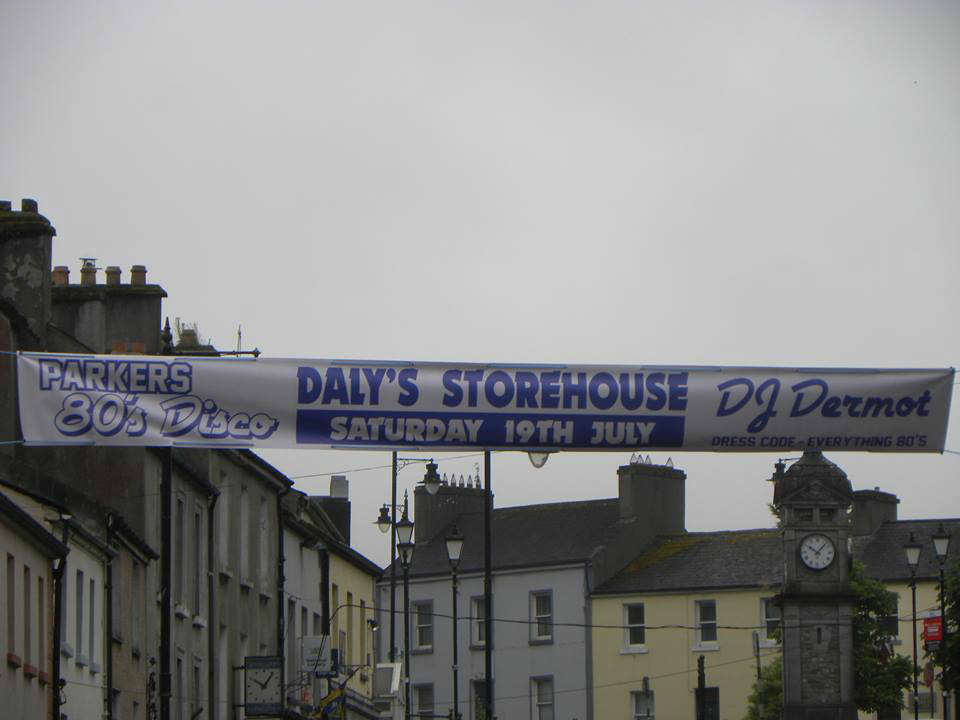 PARKERS
80's Disco
DALY'S STOREHOUSE
SATURDAY 19TH JULY
DJ Dermot
DRESS CODE - EVERYTHING 80'S